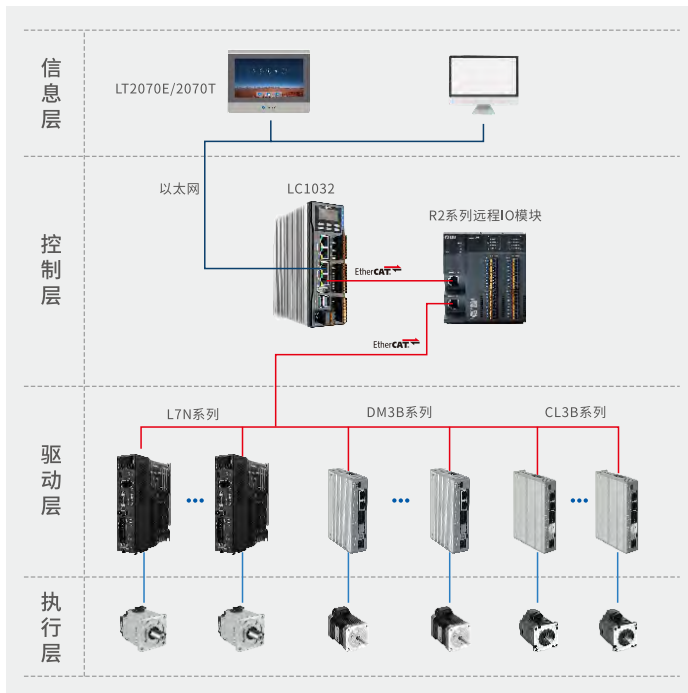 信息层
LT2070E/2070T
以太网
LC1032
R2系列远程IO模块
控制层
EtherCAT
EtherCAT
L7N系列
DM3B系列
CL3B系列
驱动层
执行层